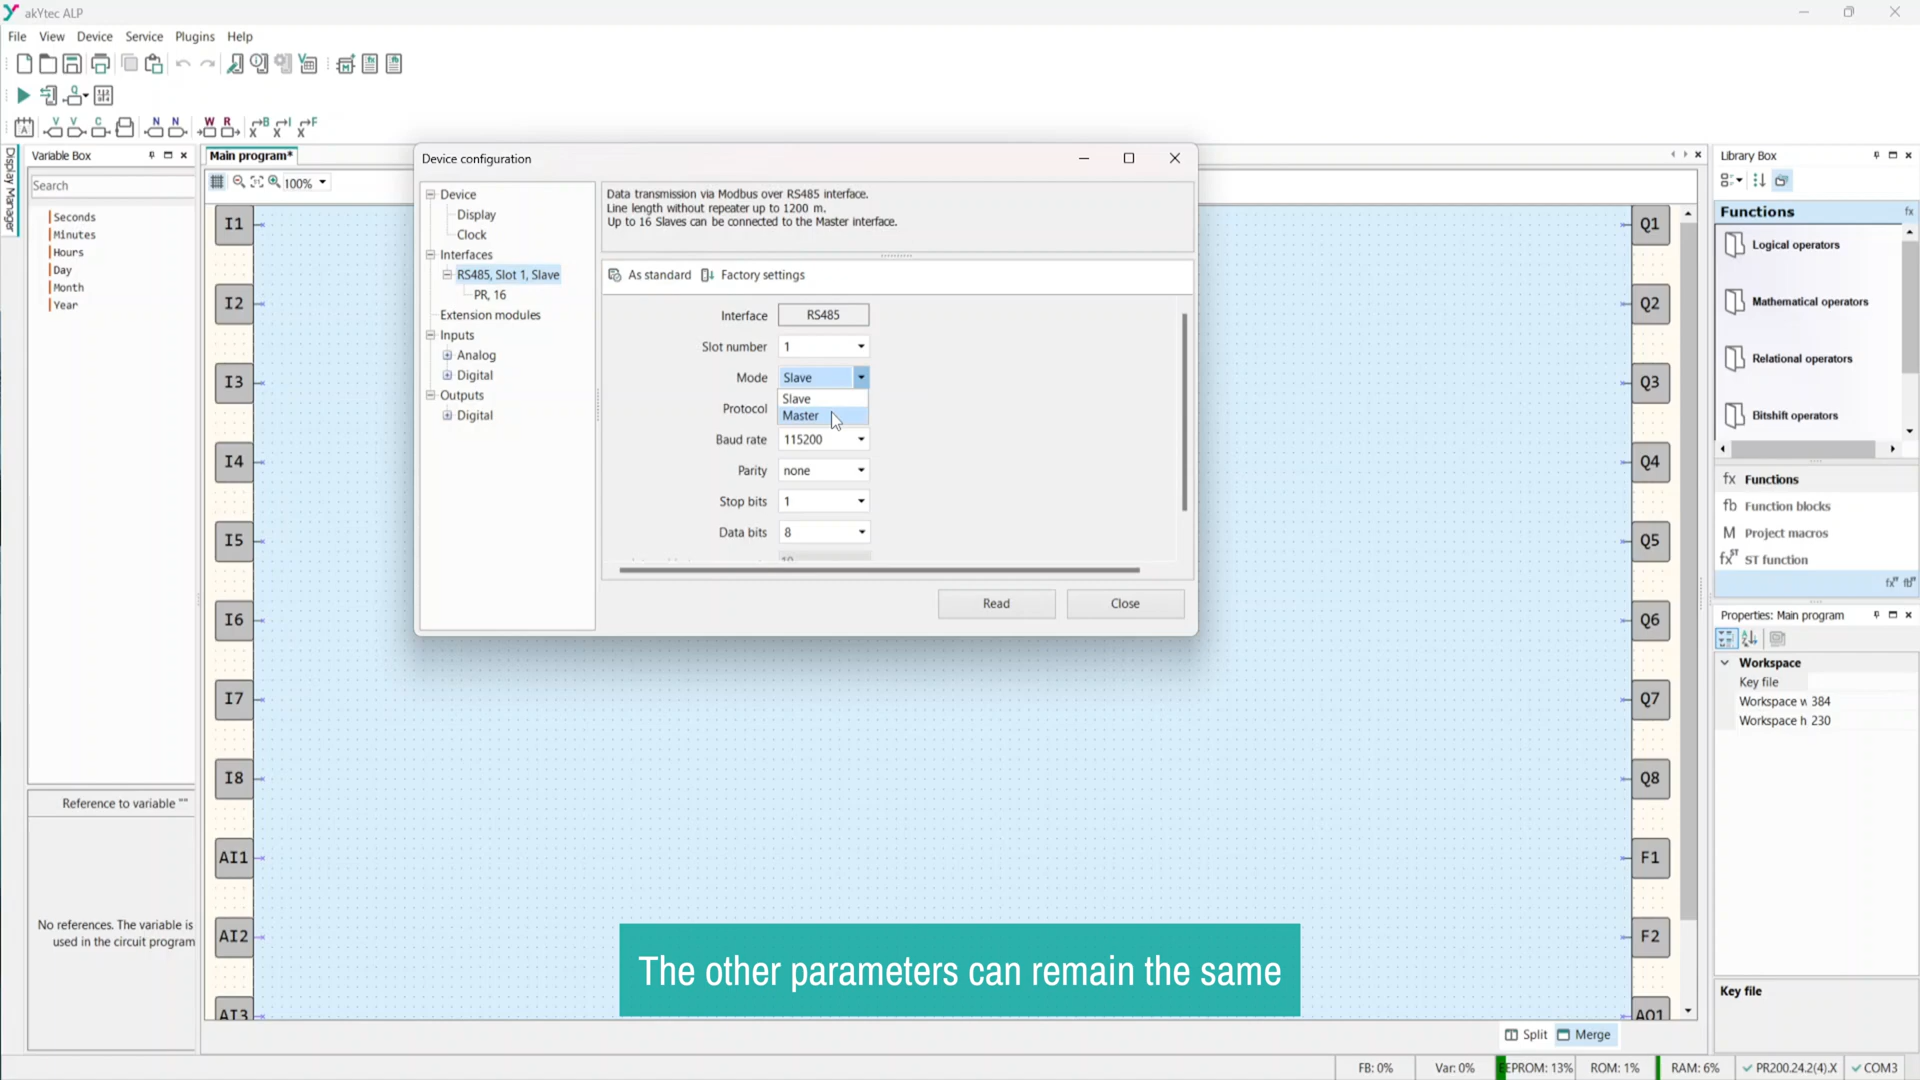 akYtec ALP
File View Device Service Plugins Help
Display Manager
Variable Box
Search
Seconds
Minutes
Hours
Day
Month
Year
Reference to variable ""
No references. The variable is
used in the circuit program
Main program*
100%
I1
I2
I3
I4
I5
I6
I7
I8
AI1
AI2
AI3
Device configuration
Device
Display
Clock
Interfaces
RS485, Slot 1, Slave
PR, 16
Extension modules
Inputs
Analog
Digital
Outputs
Digital
Data transmission via Modbus over RS485 interface.
Line length without repeater up to 1200 m.
Up to 16 Slaves can be connected to the Master interface.
As standard Factory settings
Interface RS485
Slot number 1
Mode Slave
Slave
Master
Protocol
Baud rate 115200
Parity none
Stop bits 1
Data bits 8
Read Close
Q1
Q2
Q3
Q4
Q5
Q6
Q7
Q8
F1
F2
AO1
Library Box
Functions fx
Logical operators
Mathematical operators
Relational operators
Bitshift operators
fx Functions
fb Function blocks
M Project macros
fx ST ST function
Properties: Main program
Workspace
Key file
Workspace w 384
Workspace h 230
Key file
The other parameters can remain the same
Split Merge
FB: 0% Var: 0% EEPROM: 13% ROM: 1% RAM: 6% PR200.24.2(4).X COM3